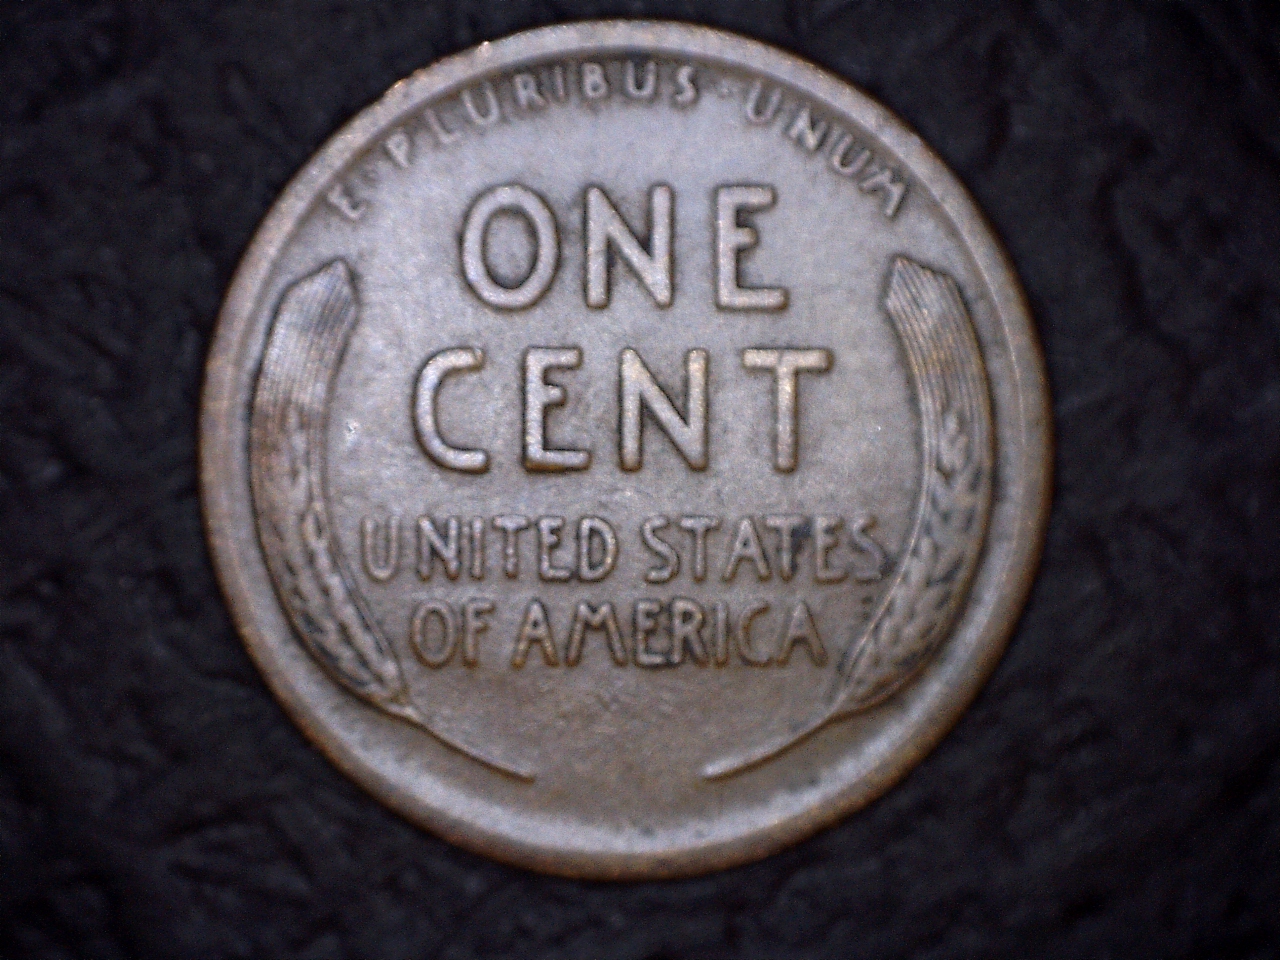 E·PLURIBUS·UNUM
ONE
CENT
UNITED STATES
OF AMERICA